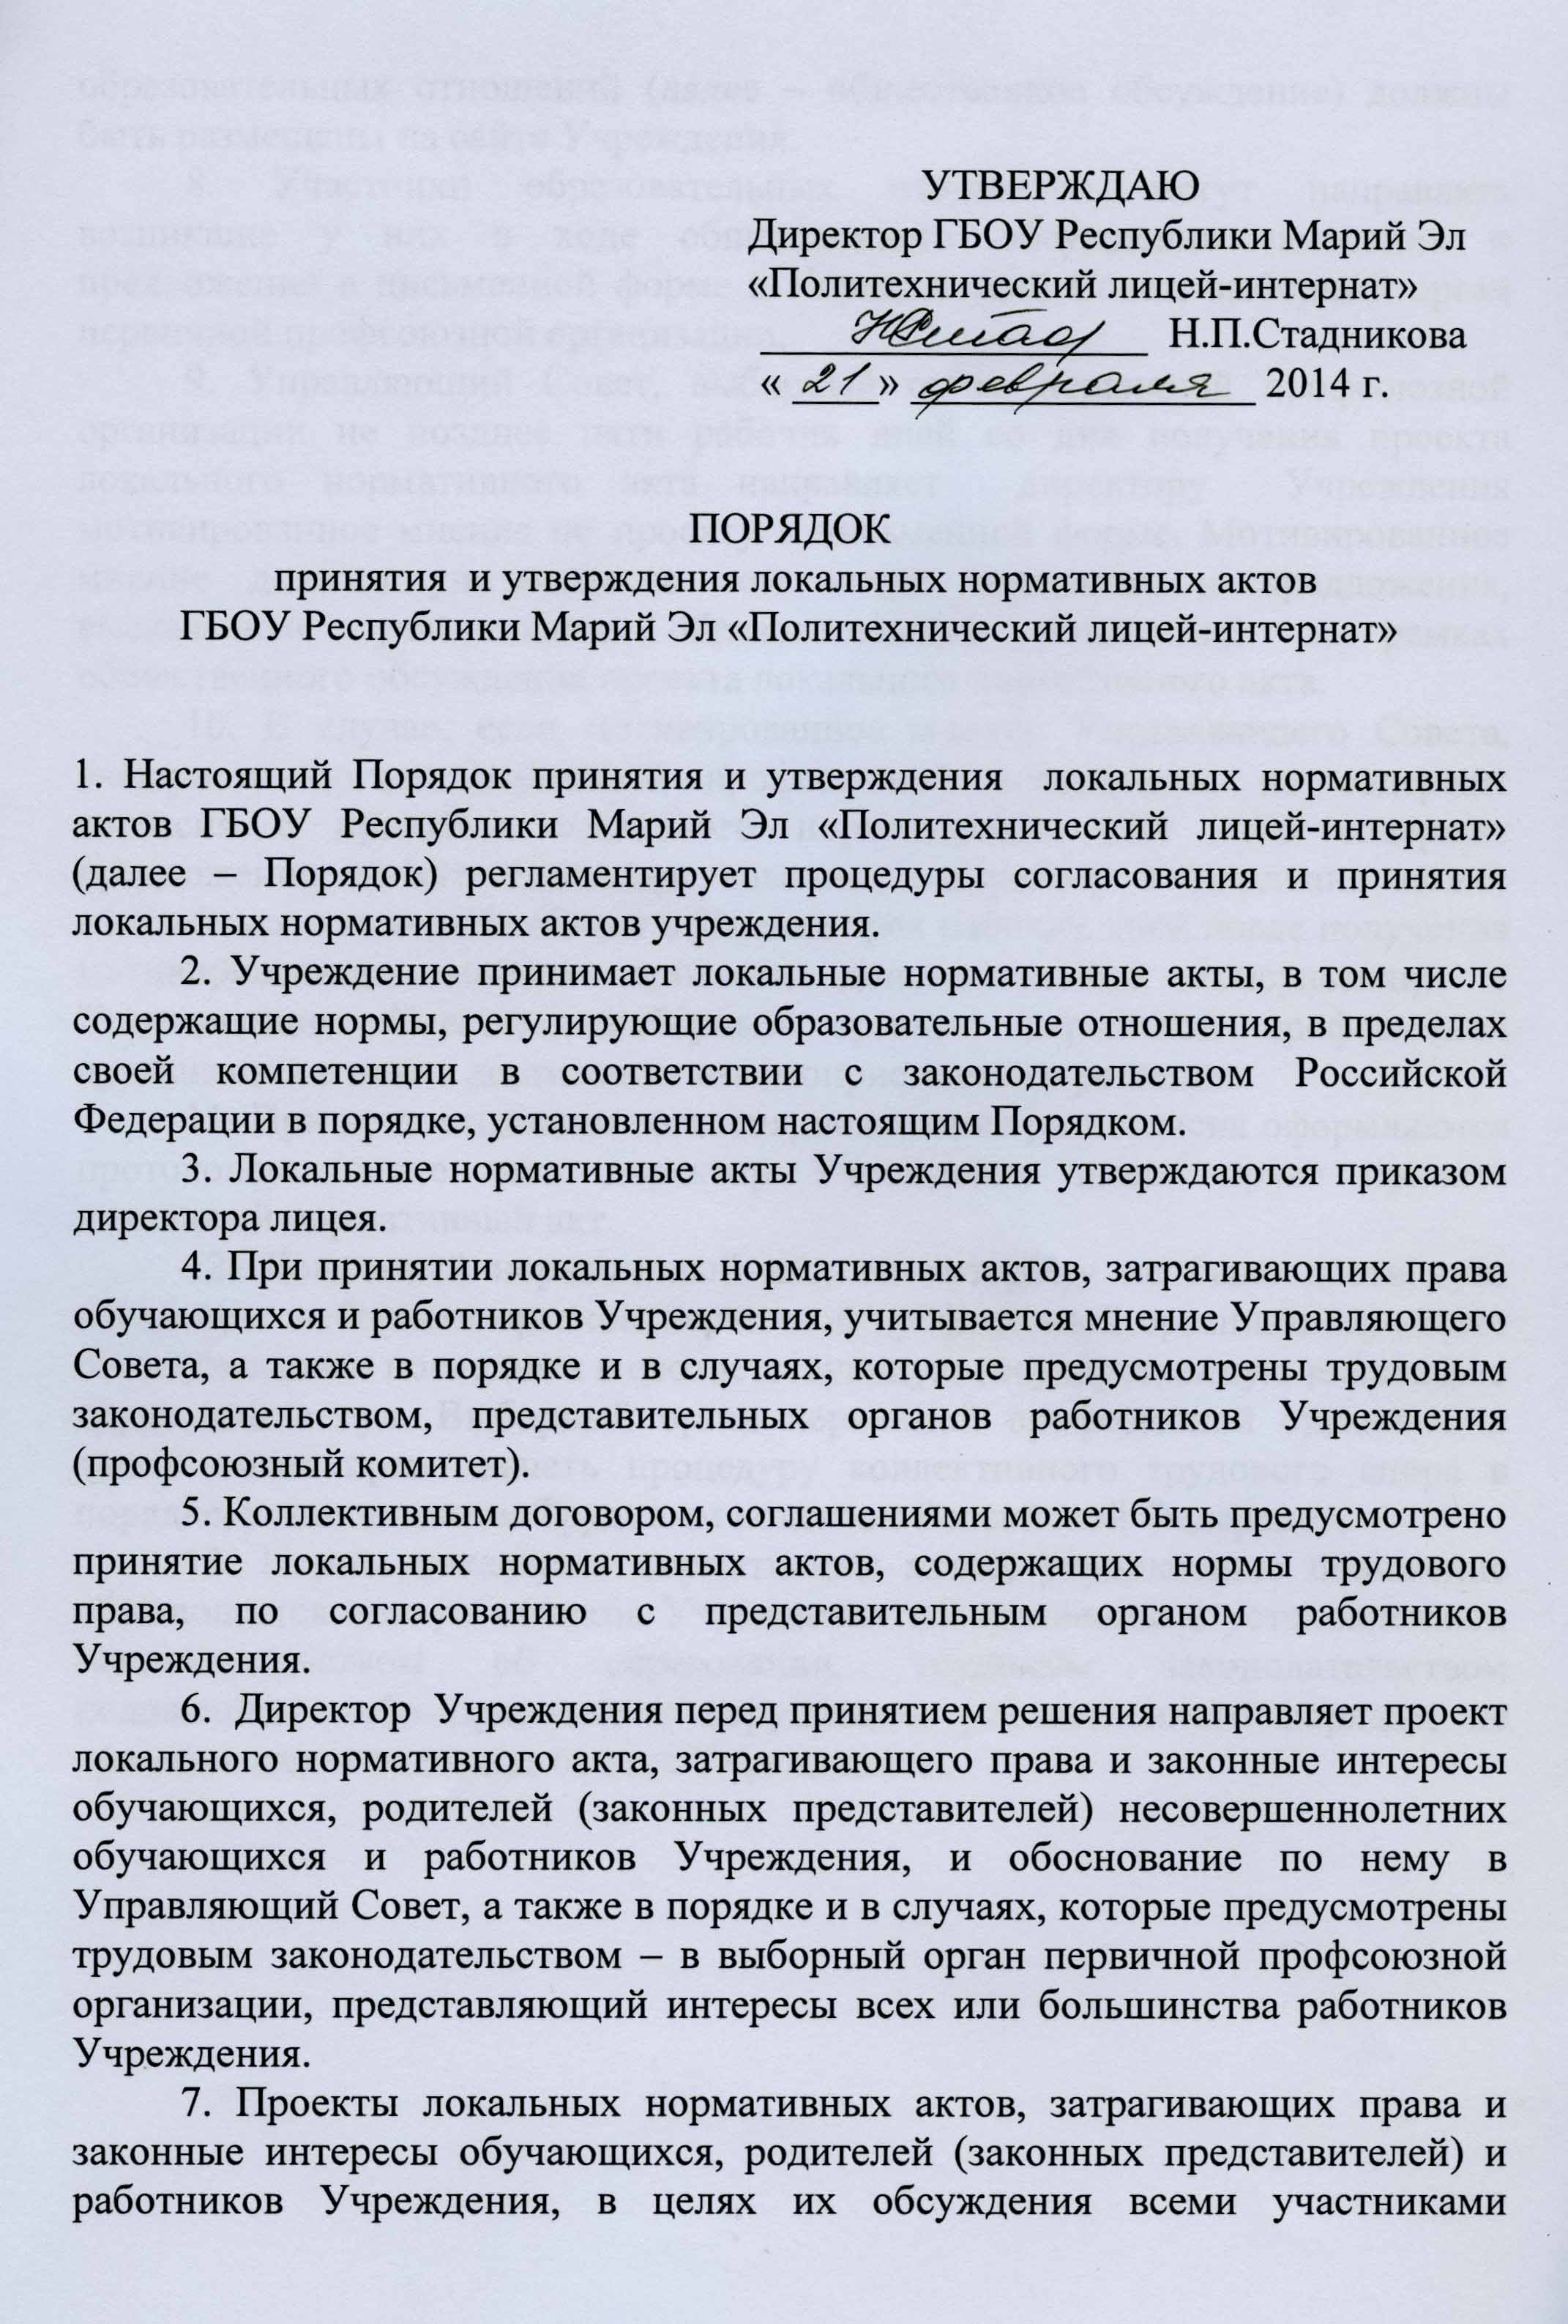 УТВЕРЖДАЮ
Директор ГБОУ Республики Марий Эл
«Политехнический лицей-интернат»
Н.П.Стадникова
« 21 » февраля 2014 г.
ПОРЯДОК
принятия и утверждения локальных нормативных актов
ГБОУ Республики Марий Эл «Политехнический лицей-интернат»
1. Настоящий Порядок принятия и утверждения локальных нормативных
актов ГБОУ Республики Марий Эл «Политехнический лицей-интернат»
(далее – Порядок) регламентирует процедуры согласования и принятия
локальных нормативных актов учреждения.
2. Учреждение принимает локальные нормативные акты, в том числе
содержащие нормы, регулирующие образовательные отношения, в пределах
своей компетенции в соответствии с законодательством Российской
Федерации в порядке, установленном настоящим Порядком.
3. Локальные нормативные акты Учреждения утверждаются приказом
директора лицея.
4. При принятии локальных нормативных актов, затрагивающих права
обучающихся и работников Учреждения, учитывается мнение Управляющего
Совета, а также в порядке и в случаях, которые предусмотрены трудовым
законодательством, представительных органов работников Учреждения
(профсоюзный комитет).
5. Коллективным договором, соглашениями может быть предусмотрено
принятие локальных нормативных актов, содержащих нормы трудового
права, по согласованию с представительным органом работников
Учреждения.
6. Директор Учреждения перед принятием решения направляет проект
локального нормативного акта, затрагивающего права и законные интересы
обучающихся, родителей (законных представителей) несовершеннолетних
обучающихся и работников Учреждения, и обоснование по нему в
Управляющий Совет, а также в порядке и в случаях, которые предусмотрены
трудовым законодательством – в выборный орган первичной профсоюзной
организации, представляющий интересы всех или большинства работников
Учреждения.
7. Проекты локальных нормативных актов, затрагивающих права и
законные интересы обучающихся, родителей (законных представителей) и
работников Учреждения, в целях их обсуждения всеми участниками